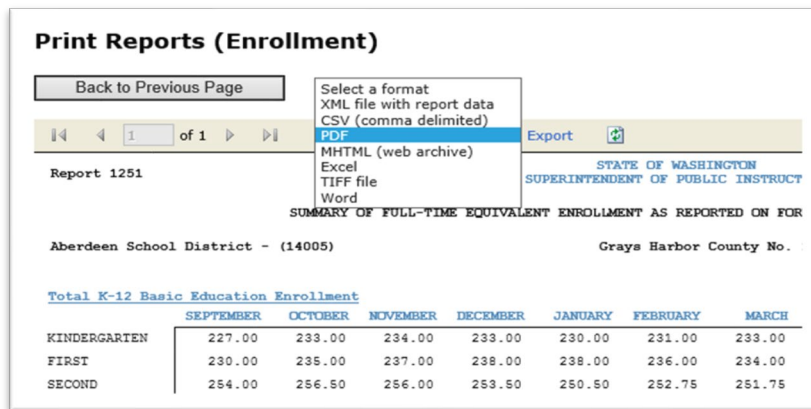 Print Reports (Enrollment)
Back to Previous Page
Select a format
XML file with report data
CSV (comma delimited)
PDF
MHTML (web archive)
Excel
TIFF file
Word
1 of 1
Export
Report 1251
STATE OF WASHINGTON
SUPERINTENDENT OF PUBLIC INSTRUCT
SUMMARY OF FULL-TIME EQUIVALENT ENROLLMENT AS REPORTED ON FOR
Aberdeen School District - (14005) Grays Harbor County No.
Total K-12 Basic Education Enrollment
SEPTEMBER OCTOBER NOVEMBER DECEMBER JANUARY FEBRUARY MARCH
KINDERGARTEN 227.00 233.00 234.00 233.00 230.00 231.00 233.00
FIRST 230.00 235.00 237.00 238.00 238.00 236.00 234.00
SECOND 254.00 256.50 256.00 253.50 250.50 252.75 251.75